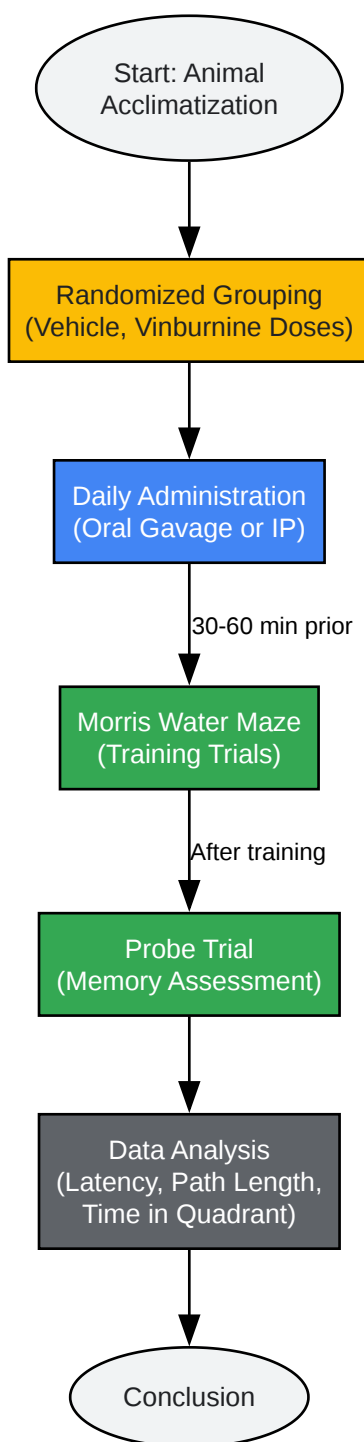 Start: Animal
Acclimatization
Randomized Grouping
(Vehicle, Vinburnine Doses)
Daily Administration
(Oral Gavage or IP)
30-60 min prior
Morris Water Maze
(Training Trials)
After training
Probe Trial
(Memory Assessment)
Data Analysis
(Latency, Path Length,
Time in Quadrant)
Conclusion